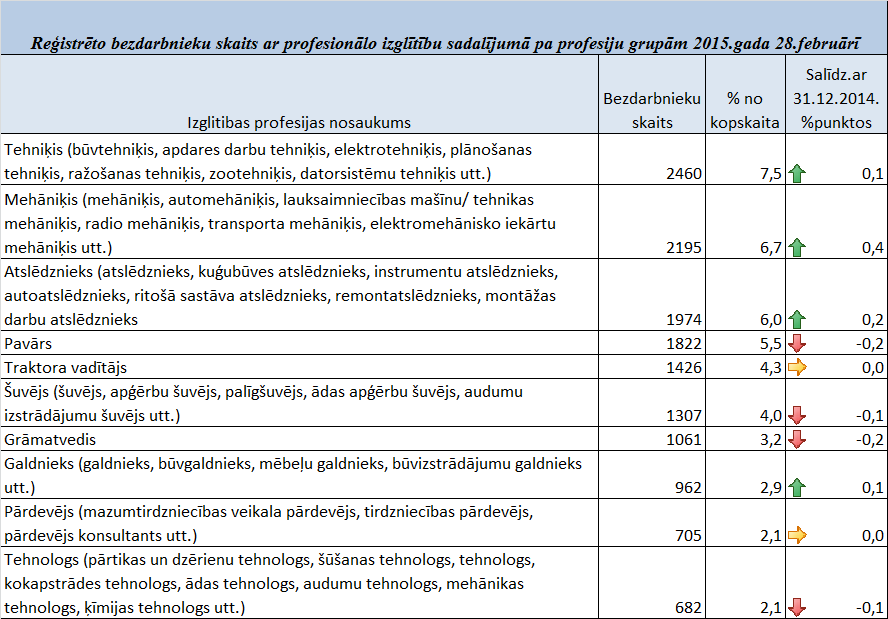 Reģistrēto bezdarbnieku skaits ar profesionālo izglītību sadalījumā pa profesiju grupām 2015.gada 28.februārī
Izglītības profesijas nosaukums
Bezdarbnieku
skaits
% no
kopskaita
Salīdz.ar
31.12.2014.
%punktos
Tehniķis (būvtehniķis, apdares darbu tehniķis, elektrotehniķis, plānošanas
tehniķis, ražošanas tehniķis, zootehniķis, datorsistēmu tehniķis utt.) 2460 7,5 0,1
Mehāniķis (mehāniķis, automehāniķis, lauksaimniecības mašīnu/ tehnikas
mehāniķis, radio mehāniķis, transporta mehāniķis, elektromehānisko iekārtu
mehāniķis utt.) 2195 6,7 0,4
Atslēdznieks (atslēdznieks, kuģubūves atslēdznieks, instrumentu atslēdznieks,
autoatslēdznieks, ritošā sastāva atslēdznieks, remontatslēdznieks, montāžas
darbu atslēdznieks 1974 6,0 0,2
Pavārs 1822 5,5 -0,2
Traktora vadītājs 1426 4,3 0,0
Šuvējs (šuvējs, apģērbu šuvējs, palīgšuvējs, ādas apģērbu šuvējs, audumu
izstrādājumu šuvējs utt.) 1307 4,0 -0,1
Grāmatvedis 1061 3,2 -0,2
Galdnieks (galdnieks, būvgaldnieks, mēbeļu galdnieks, būvizstrādājumu galdnieks
utt.) 962 2,9 0,1
Pārdevējs (mazumtirdzniecības veikala pārdevējs, tirdzniecības pārdevējs,
pārdevējs konsultants utt.) 705 2,1 0,0
Tehnologs (pārtikas un dzērienu tehnologs, šūšanas tehnologs, tehnologs,
kokapstrādes tehnologs, ādas tehnologs, audumu tehnologs, mehānikas
tehnologs, ķīmijas tehnologs utt.) 682 2,1 -0,1